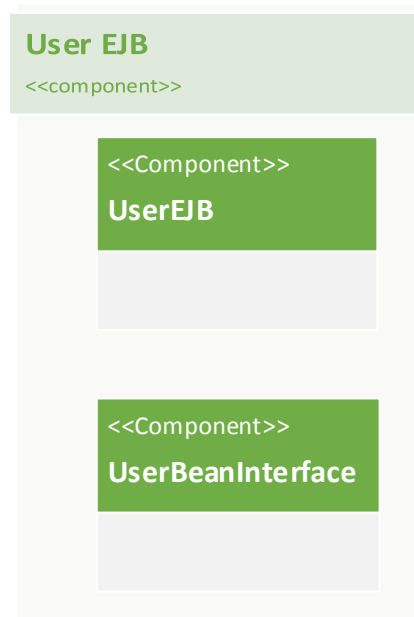 User EJB
<<component>>
<<Component>>
UserEJB
<<Component>>
UserBeanInterface